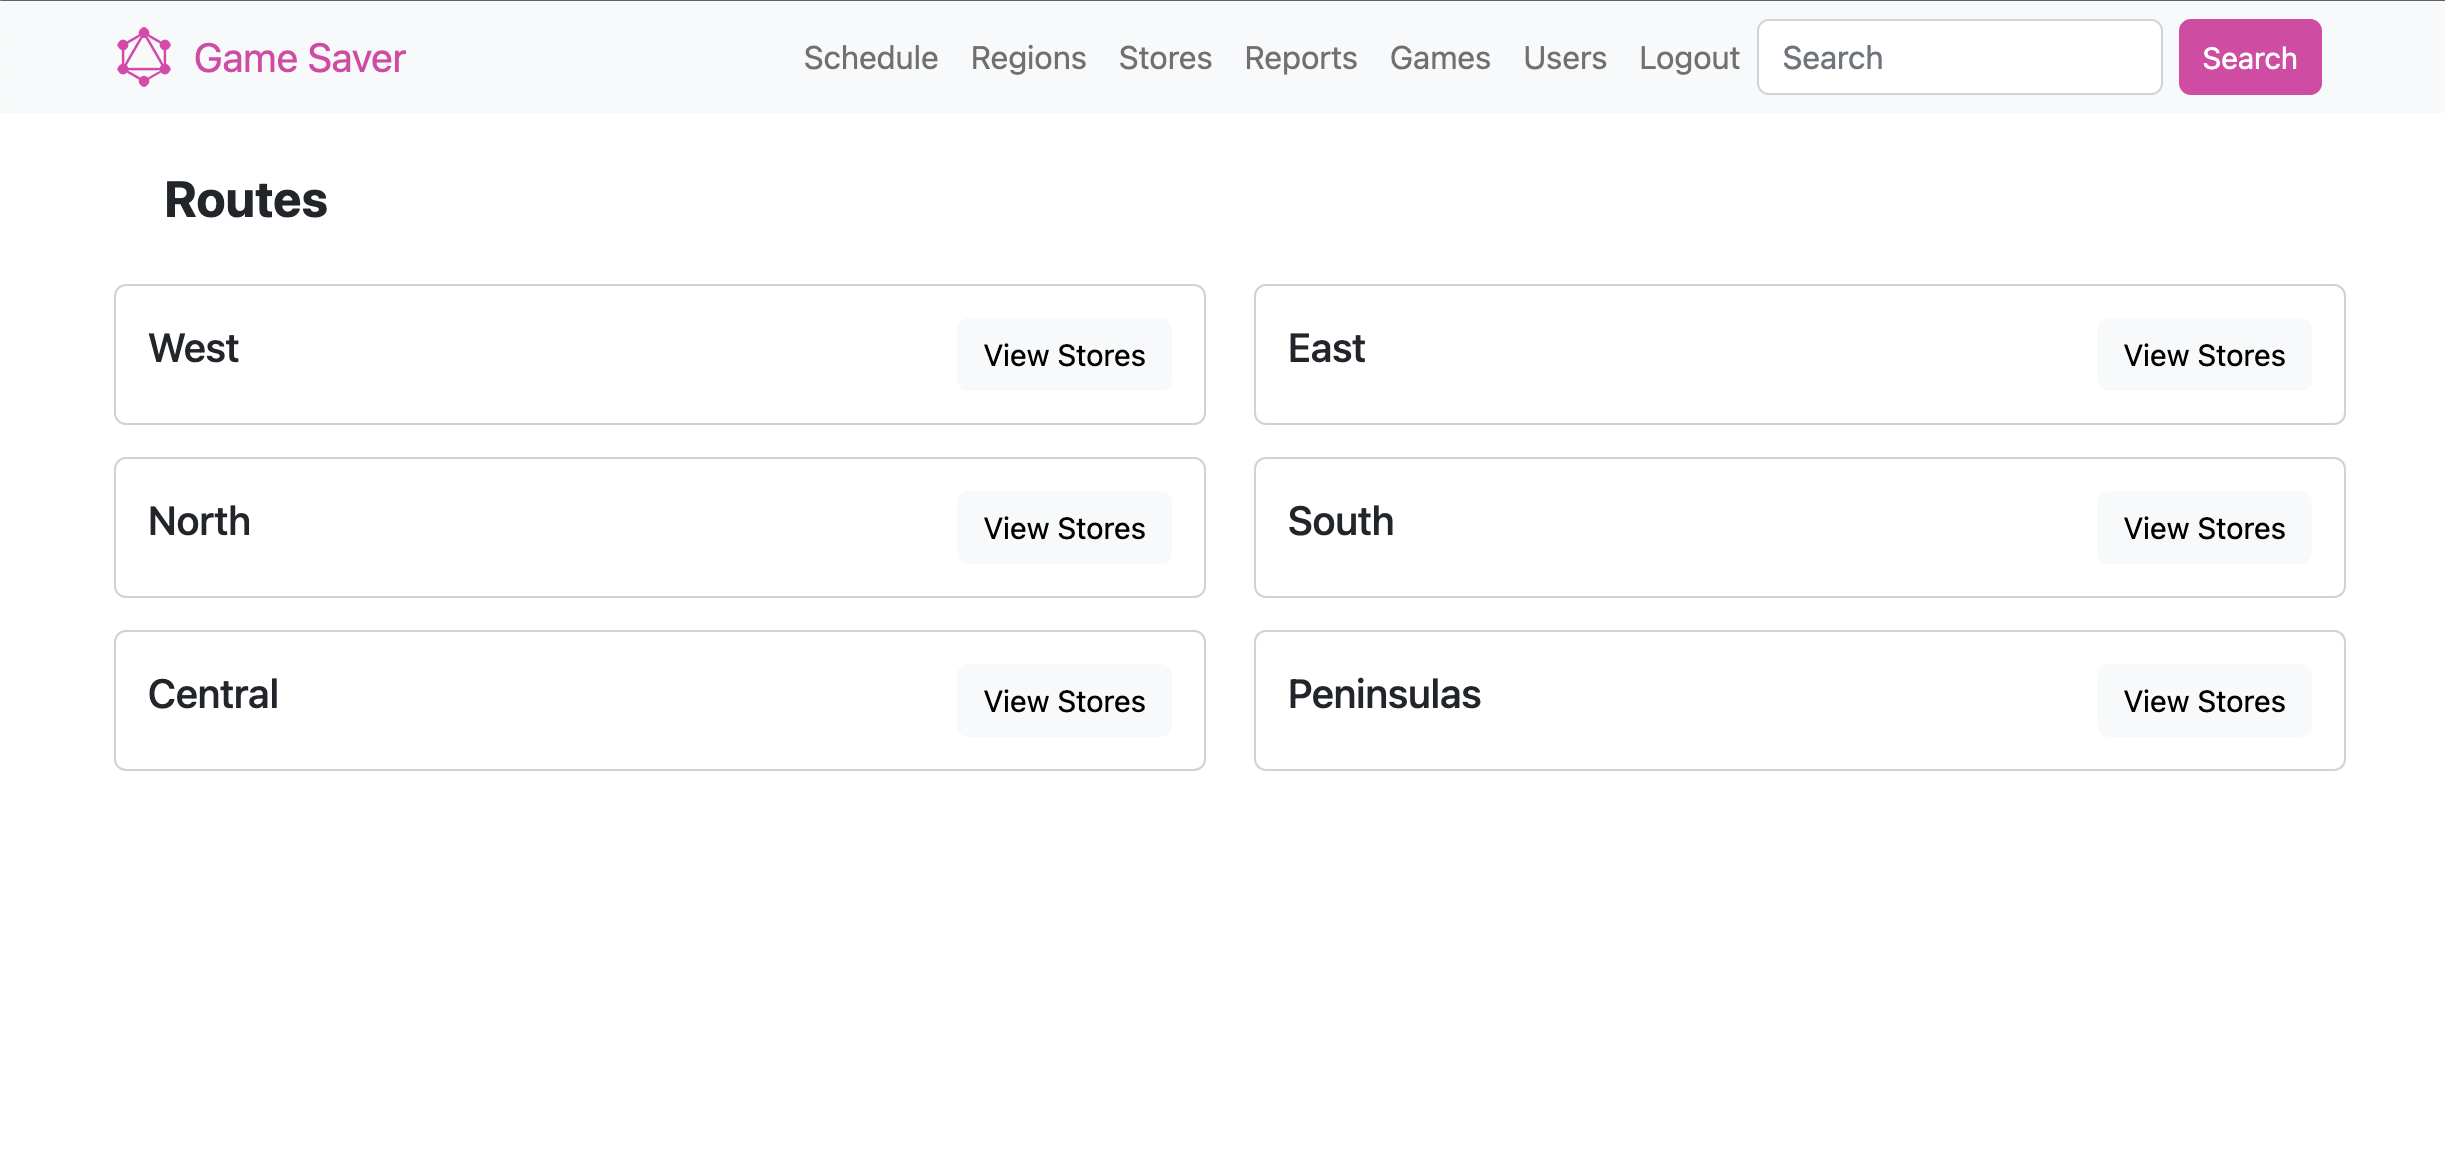 Game Saver Schedule Regions Stores Reports Games Users Logout Search Search
Routes
West View Stores
East View Stores
North View Stores
South View Stores
Central View Stores
Peninsulas View Stores